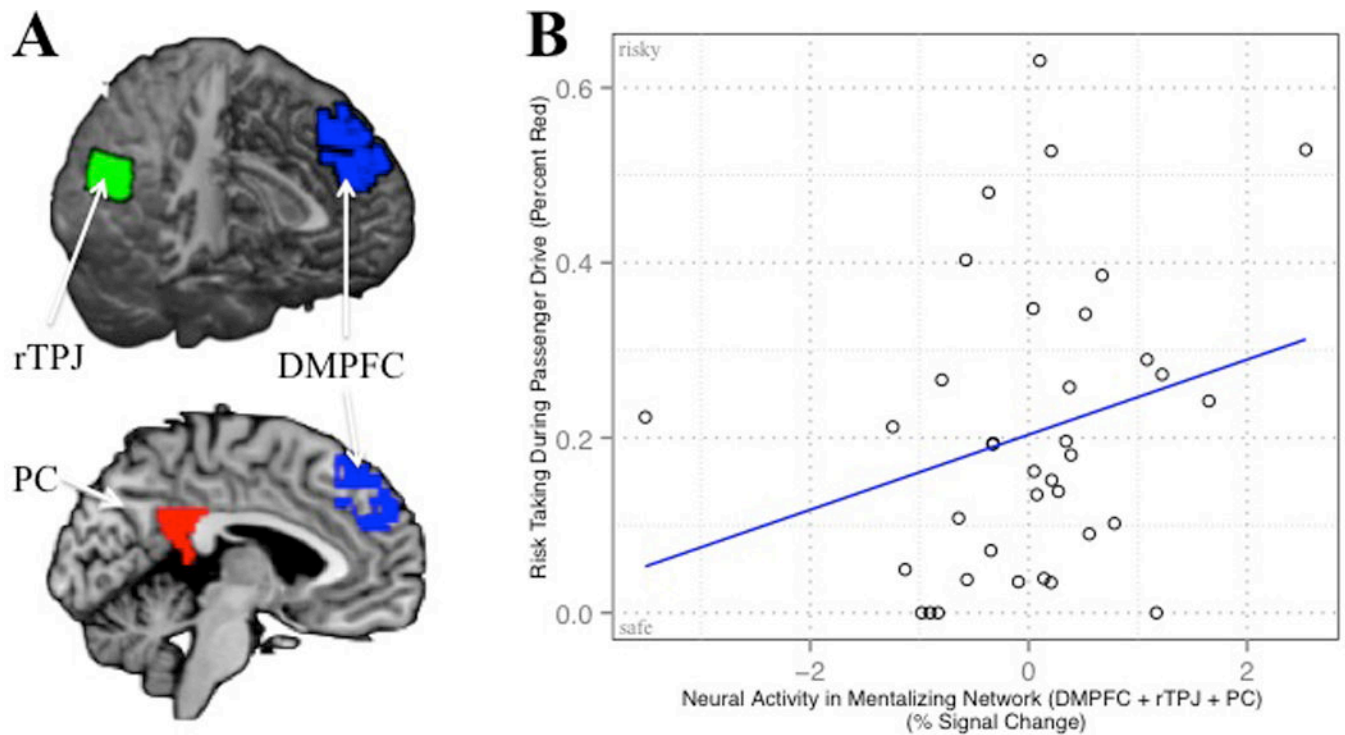 A
rTPJ
DMPFC
PC
B
risky
0.6
0.4
0.2
0.0
safe
Risk Taking During Passenger Drive (Percent Red)
−2
0
2
Neural Activity in Mentalizing Network (DMPFC + rTPJ + PC)
(% Signal Change)